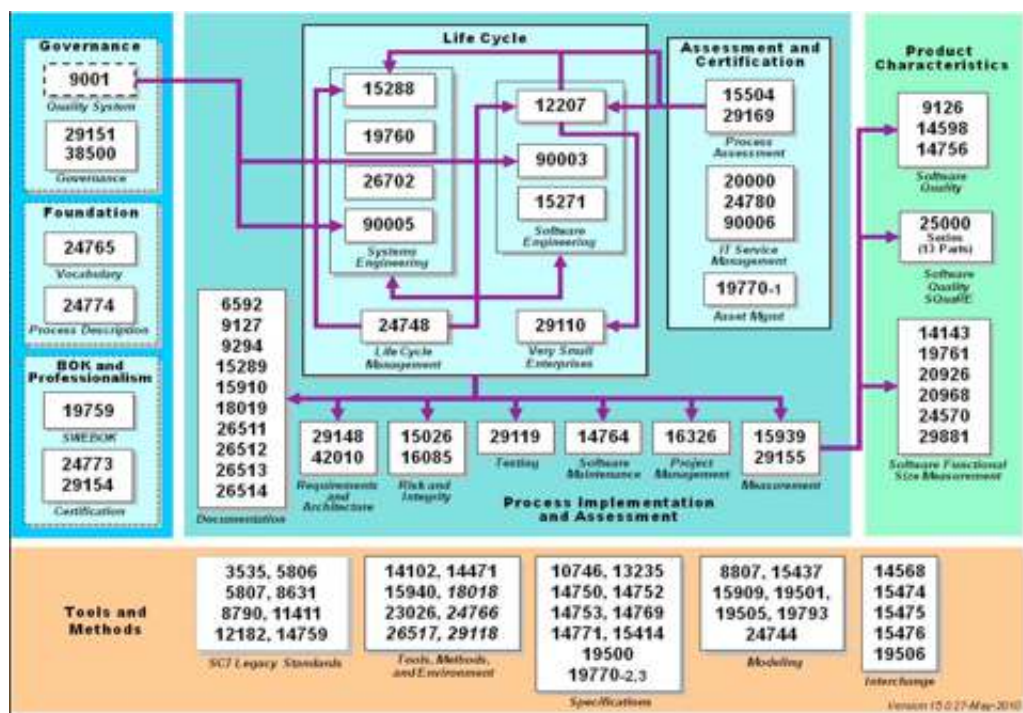 Governance
9001
Quality System
29151
38500
Governance
Foundation
24765
Vocabulary
24774
Process Description
BOK and
Professionalism
19759
SWEBOK
24773
29154
Certification
Life Cycle
15288
19760
26702
90005
Systems
Engineering
12207
90003
15271
Software
Engineering
24748
Life Cycle
Management
29110
Very Small
Enterprises
Assessment and
Certification
15504
29169
Process
Assessment
20000
24780
90006
IT Service
Management
19770-1
Asset Mgmt
6592
9127
9294
15289
15910
18019
26511
26512
26513
26514
Documentation
29148
42010
Requirements
and
Architecture
15026
16085
Risk and
Integrity
29119
Testing
14764
Software
Maintenance
16326
Project
Management
15939
29155
Measurement
Process Implementation
and Assessment
Product
Characteristics
9126
14598
14756
Software
Quality
25000
Series
(13 Parts)
Software
Quality
SQuaRE
14143
19761
20926
20968
24570
29881
Software Functional
Size Measurement
Tools and
Methods
3535, 5806
5807, 8631
8790, 11411
12182, 14759
SC7 Legacy Standards
14102, 14471
15940, 18018
23026, 24766
26517, 29118
Tools, Methods,
and Environment
10746, 13235
14750, 14752
14753, 14769
14771, 15414
19500
19770-2,3
Specifications
8807, 15437
15909, 19501,
19505, 19793
24744
Modeling
14568
15474
15475
15476
19506
Interchange
Version 15.0 27-May-2010